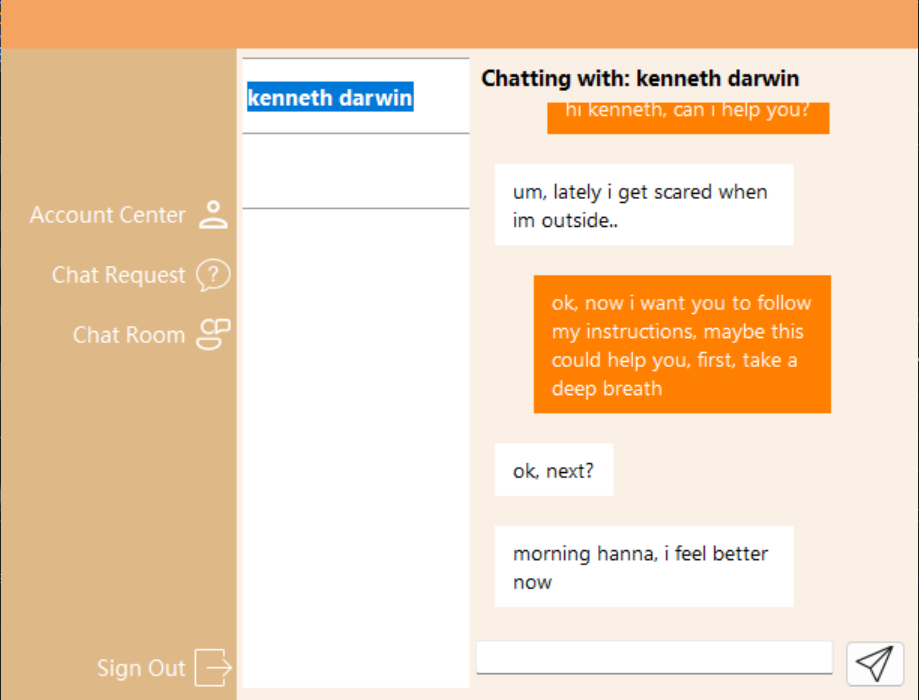 Account Center
Chat Request
Chat Room
Sign Out
kenneth darwin
Chatting with: kenneth darwin
hi kenneth, can i help you?
um, lately i get scared when
im outside..
ok, now i want you to follow
my instructions, maybe this
could help you, first, take a
deep breath
ok, next?
morning hanna, i feel better
now